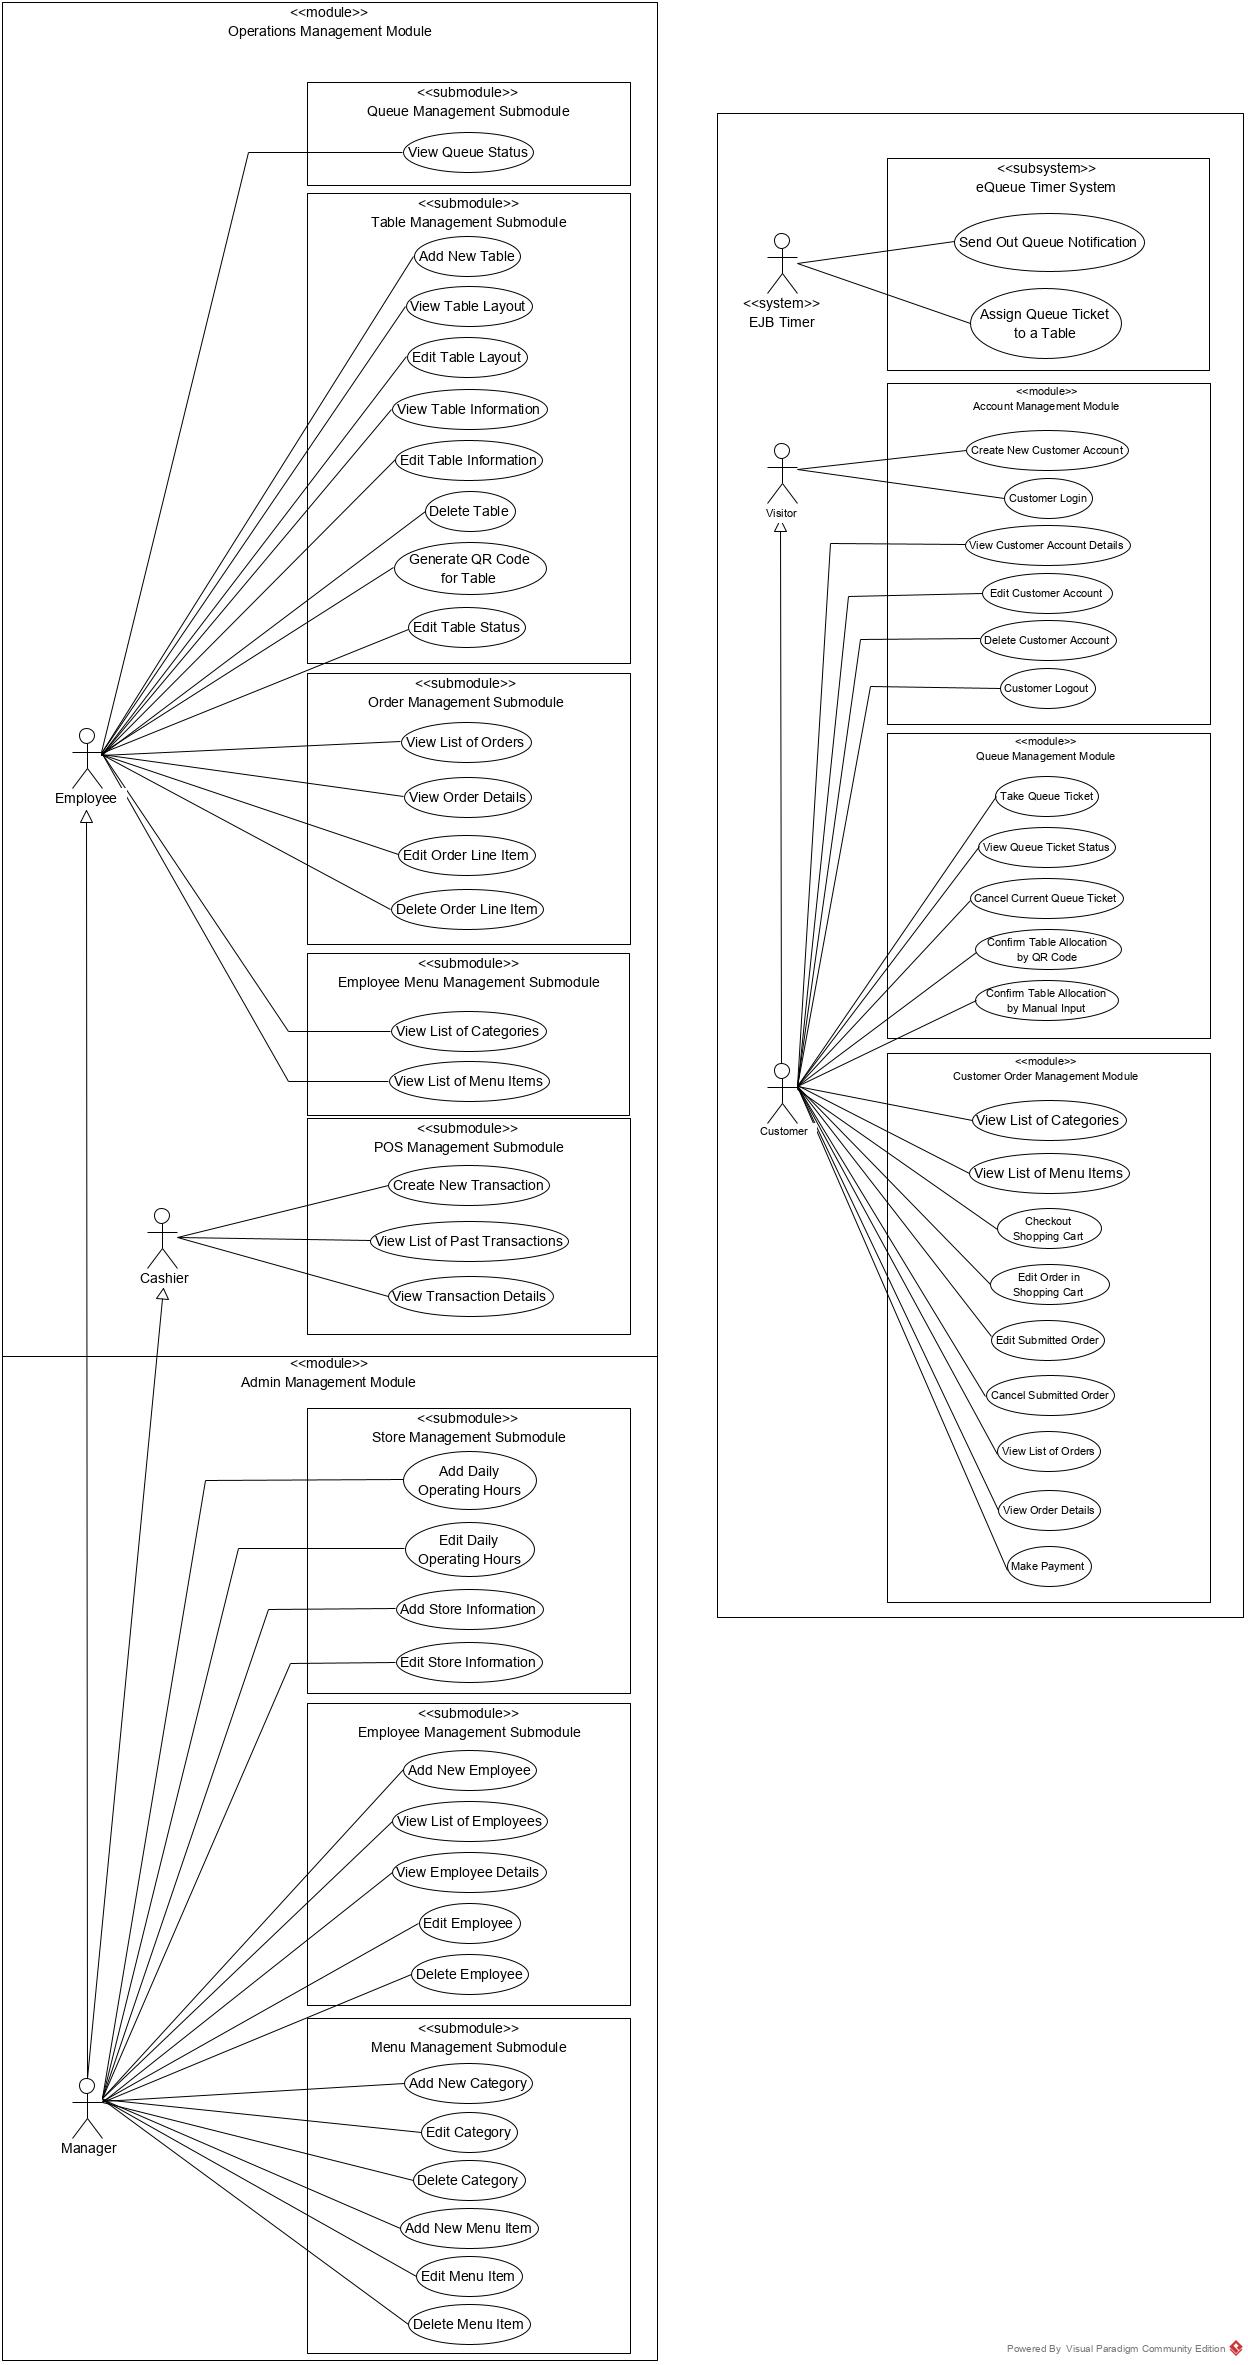 <<module>>
Operations Management Module
<<submodule>>
Queue Management Submodule
View Queue Status
<<submodule>>
Table Management Submodule
Add New Table
View Table Layout
Edit Table Layout
View Table Information
Edit Table Information
Delete Table
Generate QR Code
for Table
Edit Table Status
<<submodule>>
Order Management Submodule
View List of Orders
View Order Details
Edit Order Line Item
Delete Order Line Item
Employee
<<submodule>>
Employee Menu Management Submodule
View List of Categories
View List of Menu Items
<<submodule>>
POS Management Submodule
Create New Transaction
View List of Past Transactions
View Transaction Details
Cashier
<<module>>
Admin Management Module
<<submodule>>
Store Management Submodule
Add Daily
Operating Hours
Edit Daily
Operating Hours
Add Store Information
Edit Store Information
<<submodule>>
Employee Management Submodule
Add New Employee
View List of Employees
View Employee Details
Edit Employee
Delete Employee
<<submodule>>
Menu Management Submodule
Add New Category
Edit Category
Delete Category
Add New Menu Item
Edit Menu Item
Delete Menu Item
Manager
<<subsystem>>
eQueue Timer System
Send Out Queue Notification
Assign Queue Ticket
to a Table
<<system>>
EJB Timer
<<module>>
Account Management Module
Create New Customer Account
Customer Login
View Customer Account Details
Edit Customer Account
Delete Customer Account
Customer Logout
Visitor
<<module>>
Queue Management Module
Take Queue Ticket
View Queue Ticket Status
Cancel Current Queue Ticket
Confirm Table Allocation
by QR Code
Confirm Table Allocation
by Manual Input
Customer
<<module>>
Customer Order Management Module
View List of Categories
View List of Menu Items
Checkout
Shopping Cart
Edit Order in
Shopping Cart
Edit Submitted Order
Cancel Submitted Order
View List of Orders
View Order Details
Make Payment
Powered By Visual Paradigm Community Edition